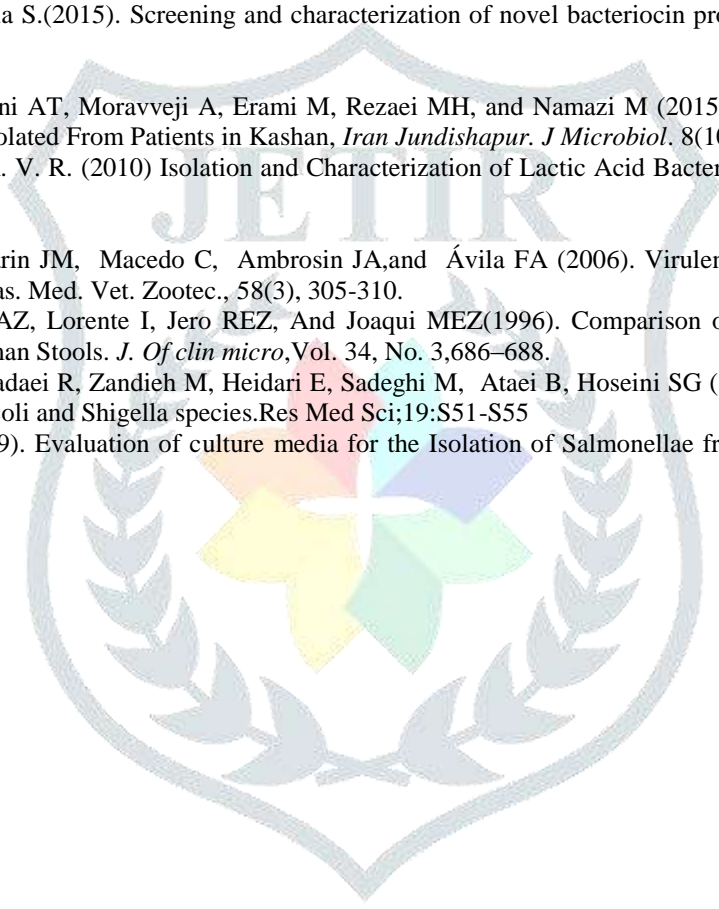 a S.(2015). Screening and characterization of novel bacteriocin pro
ni AT, Moravveji A, Erami M, Rezaei MH, and Namazi M (2015
olated From Patients in Kashan, Iran Jundishapur. J Microbiol. 8(10
. V. R. (2010) Isolation and Characterization of Lactic Acid Bacter
JETIR
rin JM, Macedo C, Ambrosin JA,and Ávila FA (2006). Virulen
as. Med. Vet. Zootec., 58(3), 305-310.
AZ, Lorente I, Jero REZ, And Joaqui MEZ(1996). Comparison o
nan Stools. J. Of clin micro,Vol. 34, No. 3,686–688.
adaei R, Zandieh M, Heidari E, Sadeghi M, Ataei B, Hoseini SG (
coli and Shigella species.Res Med Sci;19:S51-S55
9). Evaluation of culture media for the Isolation of Salmonellae fr